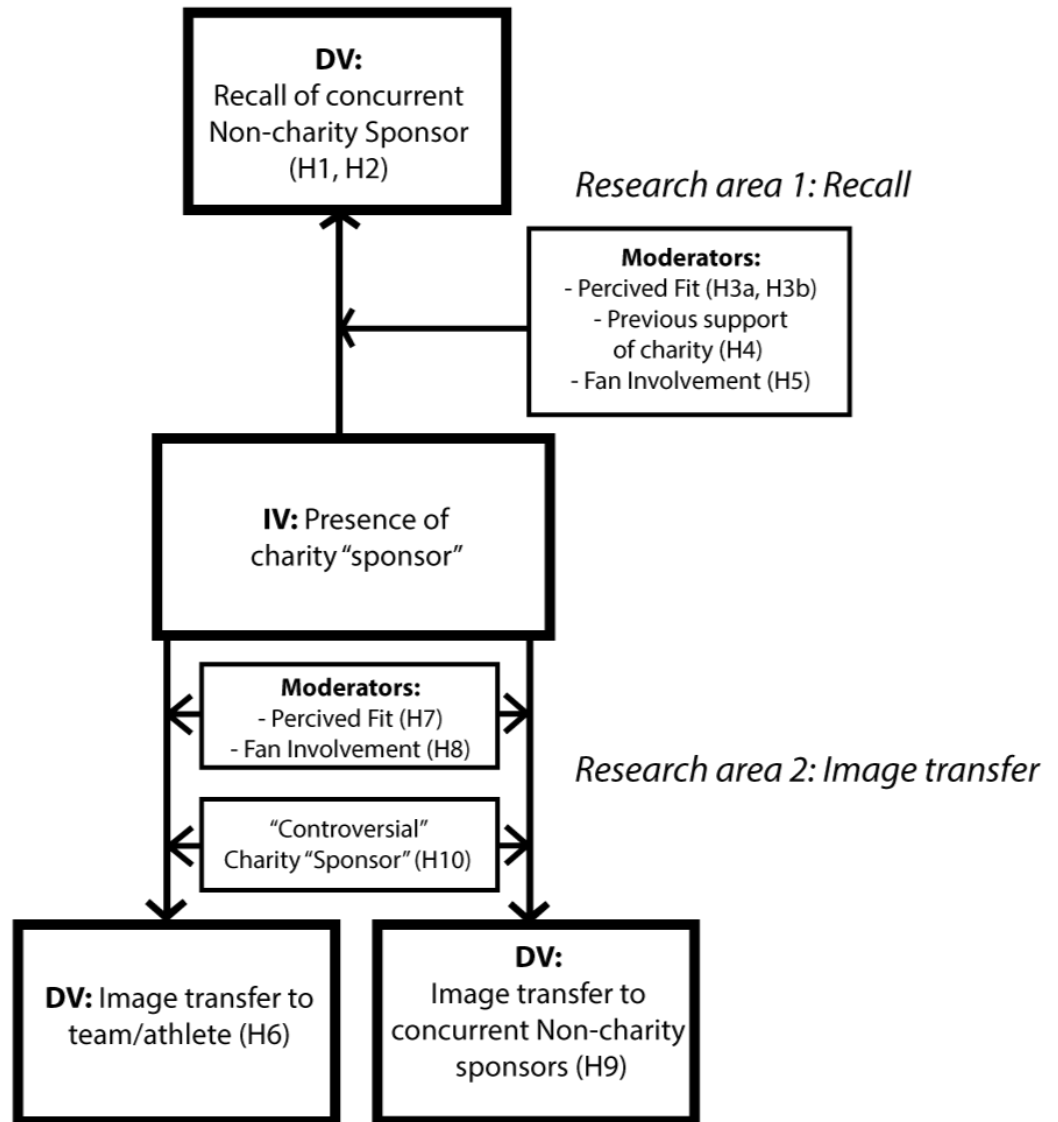 DV:
Recall of concurrent
Non-charity Sponsor
(H1, H2)
Research area 1: Recall
Moderators:
- Percived Fit (H3a, H3b)
- Previous support
of charity (H4)
- Fan Involvement (H5)
IV: Presence of
charity “sponsor”
Moderators:
- Percived Fit (H7)
- Fan Involvement (H8)
Research area 2: Image transfer
“Controversial”
Charity “Sponsor” (H10)
DV: Image transfer to
team/athlete (H6)
DV:
Image transfer to
concurrent Non-charity
sponsors (H9)